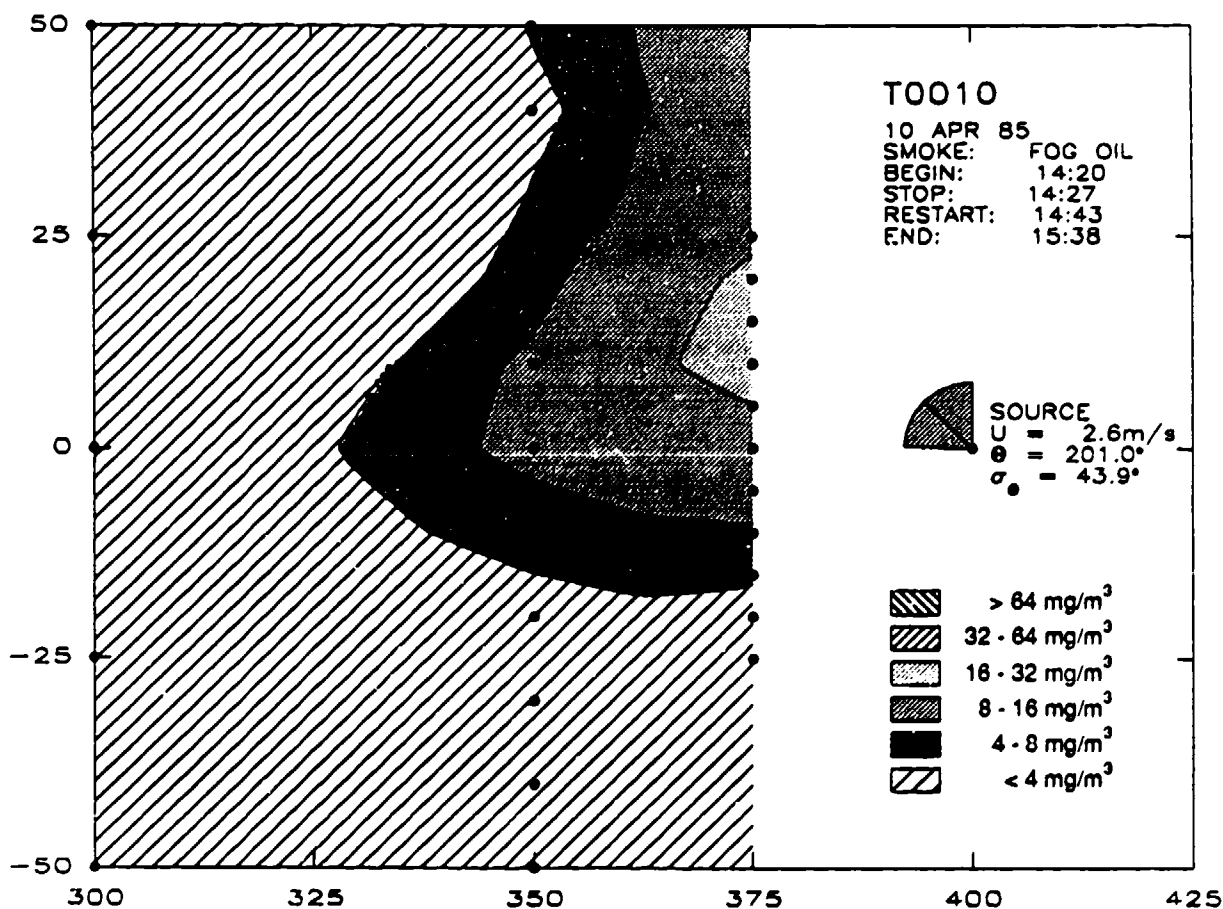 50
25
0
-25
-50
300
325
350
375
400
425
T0010
10 APR 85
SMOKE: FOG OIL
BEGIN: 14:20
STOP: 14:27
RESTART: 14:43
END: 15:38
SOURCE
U = 2.6m/s
Θ = 201.0°
σθ = 43.9°
> 64 mg/m³
32 - 64 mg/m³
16 - 32 mg/m³
8 - 16 mg/m³
4 - 8 mg/m³
< 4 mg/m³